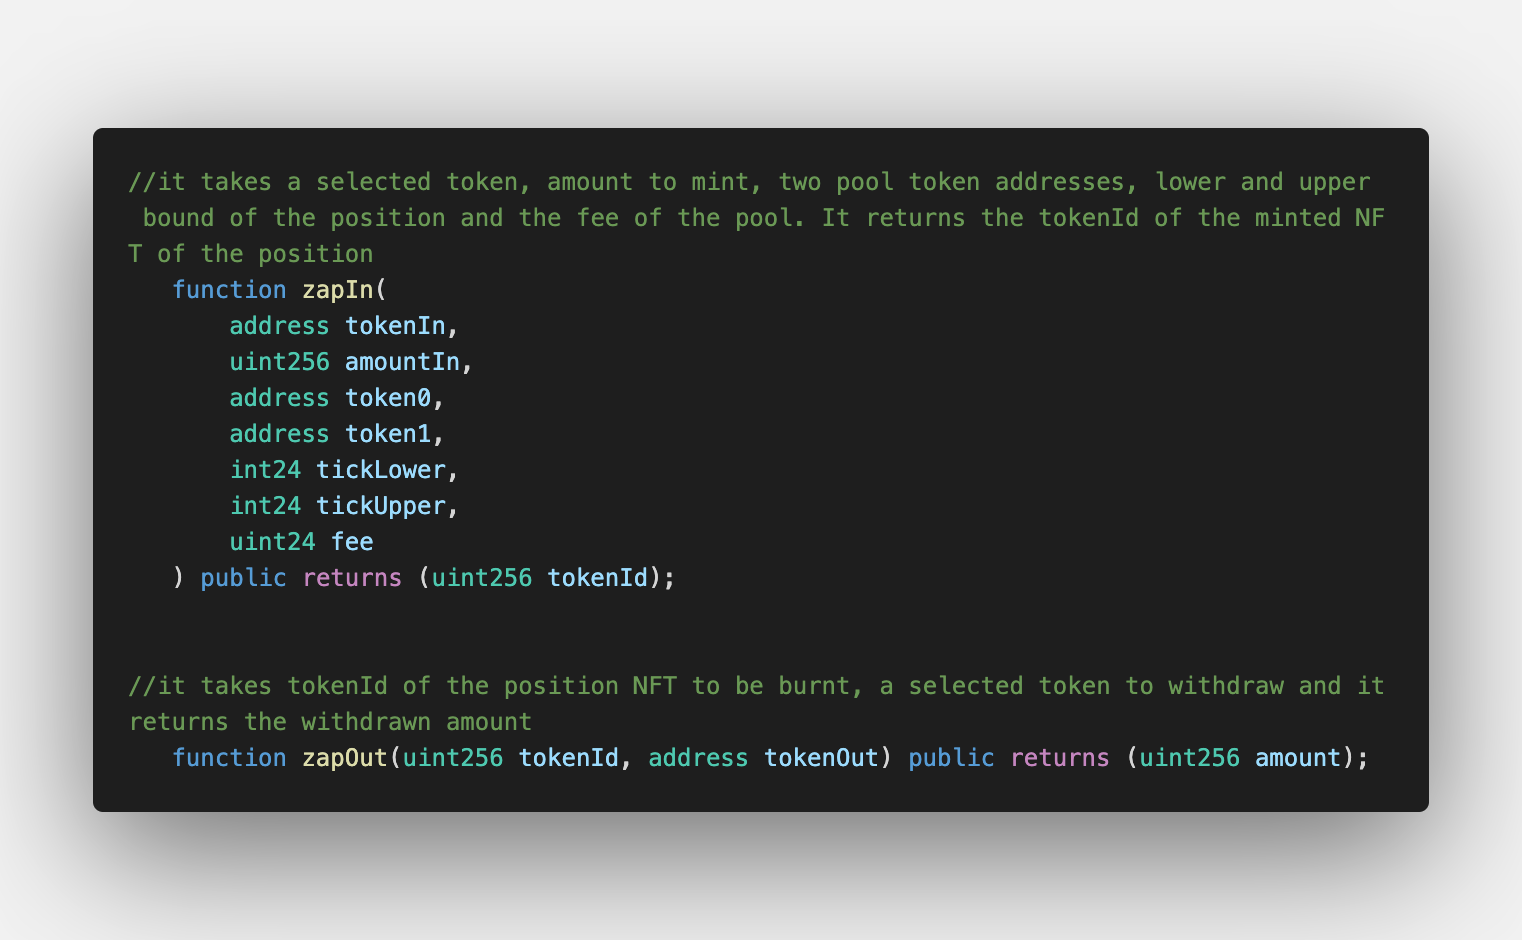 //it takes a selected token, amount to mint, two pool token addresses, lower and upper
 bound of the position and the fee of the pool. It returns the tokenId of the minted NF
T of the position
   function zapIn(
       address tokenIn,
       uint256 amountIn,
       address token0,
       address token1,
       int24 tickLower,
       int24 tickUpper,
       uint24 fee
   ) public returns (uint256 tokenId);
//it takes tokenId of the position NFT to be burnt, a selected token to withdraw and it
returns the withdrawn amount
   function zapOut(uint256 tokenId, address tokenOut) public returns (uint256 amount);